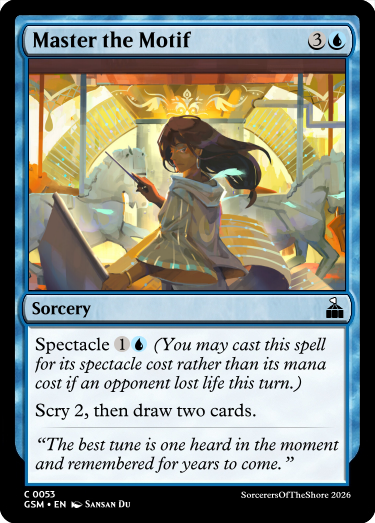 Master the Motif 3
Sorcery
Spectacle 1 (You may cast this spell
for its spectacle cost rather than its mana
cost if an opponent lost life this turn.)
Scry 2, then draw two cards.
“The best tune is one heard in the moment
and remembered for years to come.”
C 0053
GSM • EN Sansan Du
SorcerersOfTheShore 2026